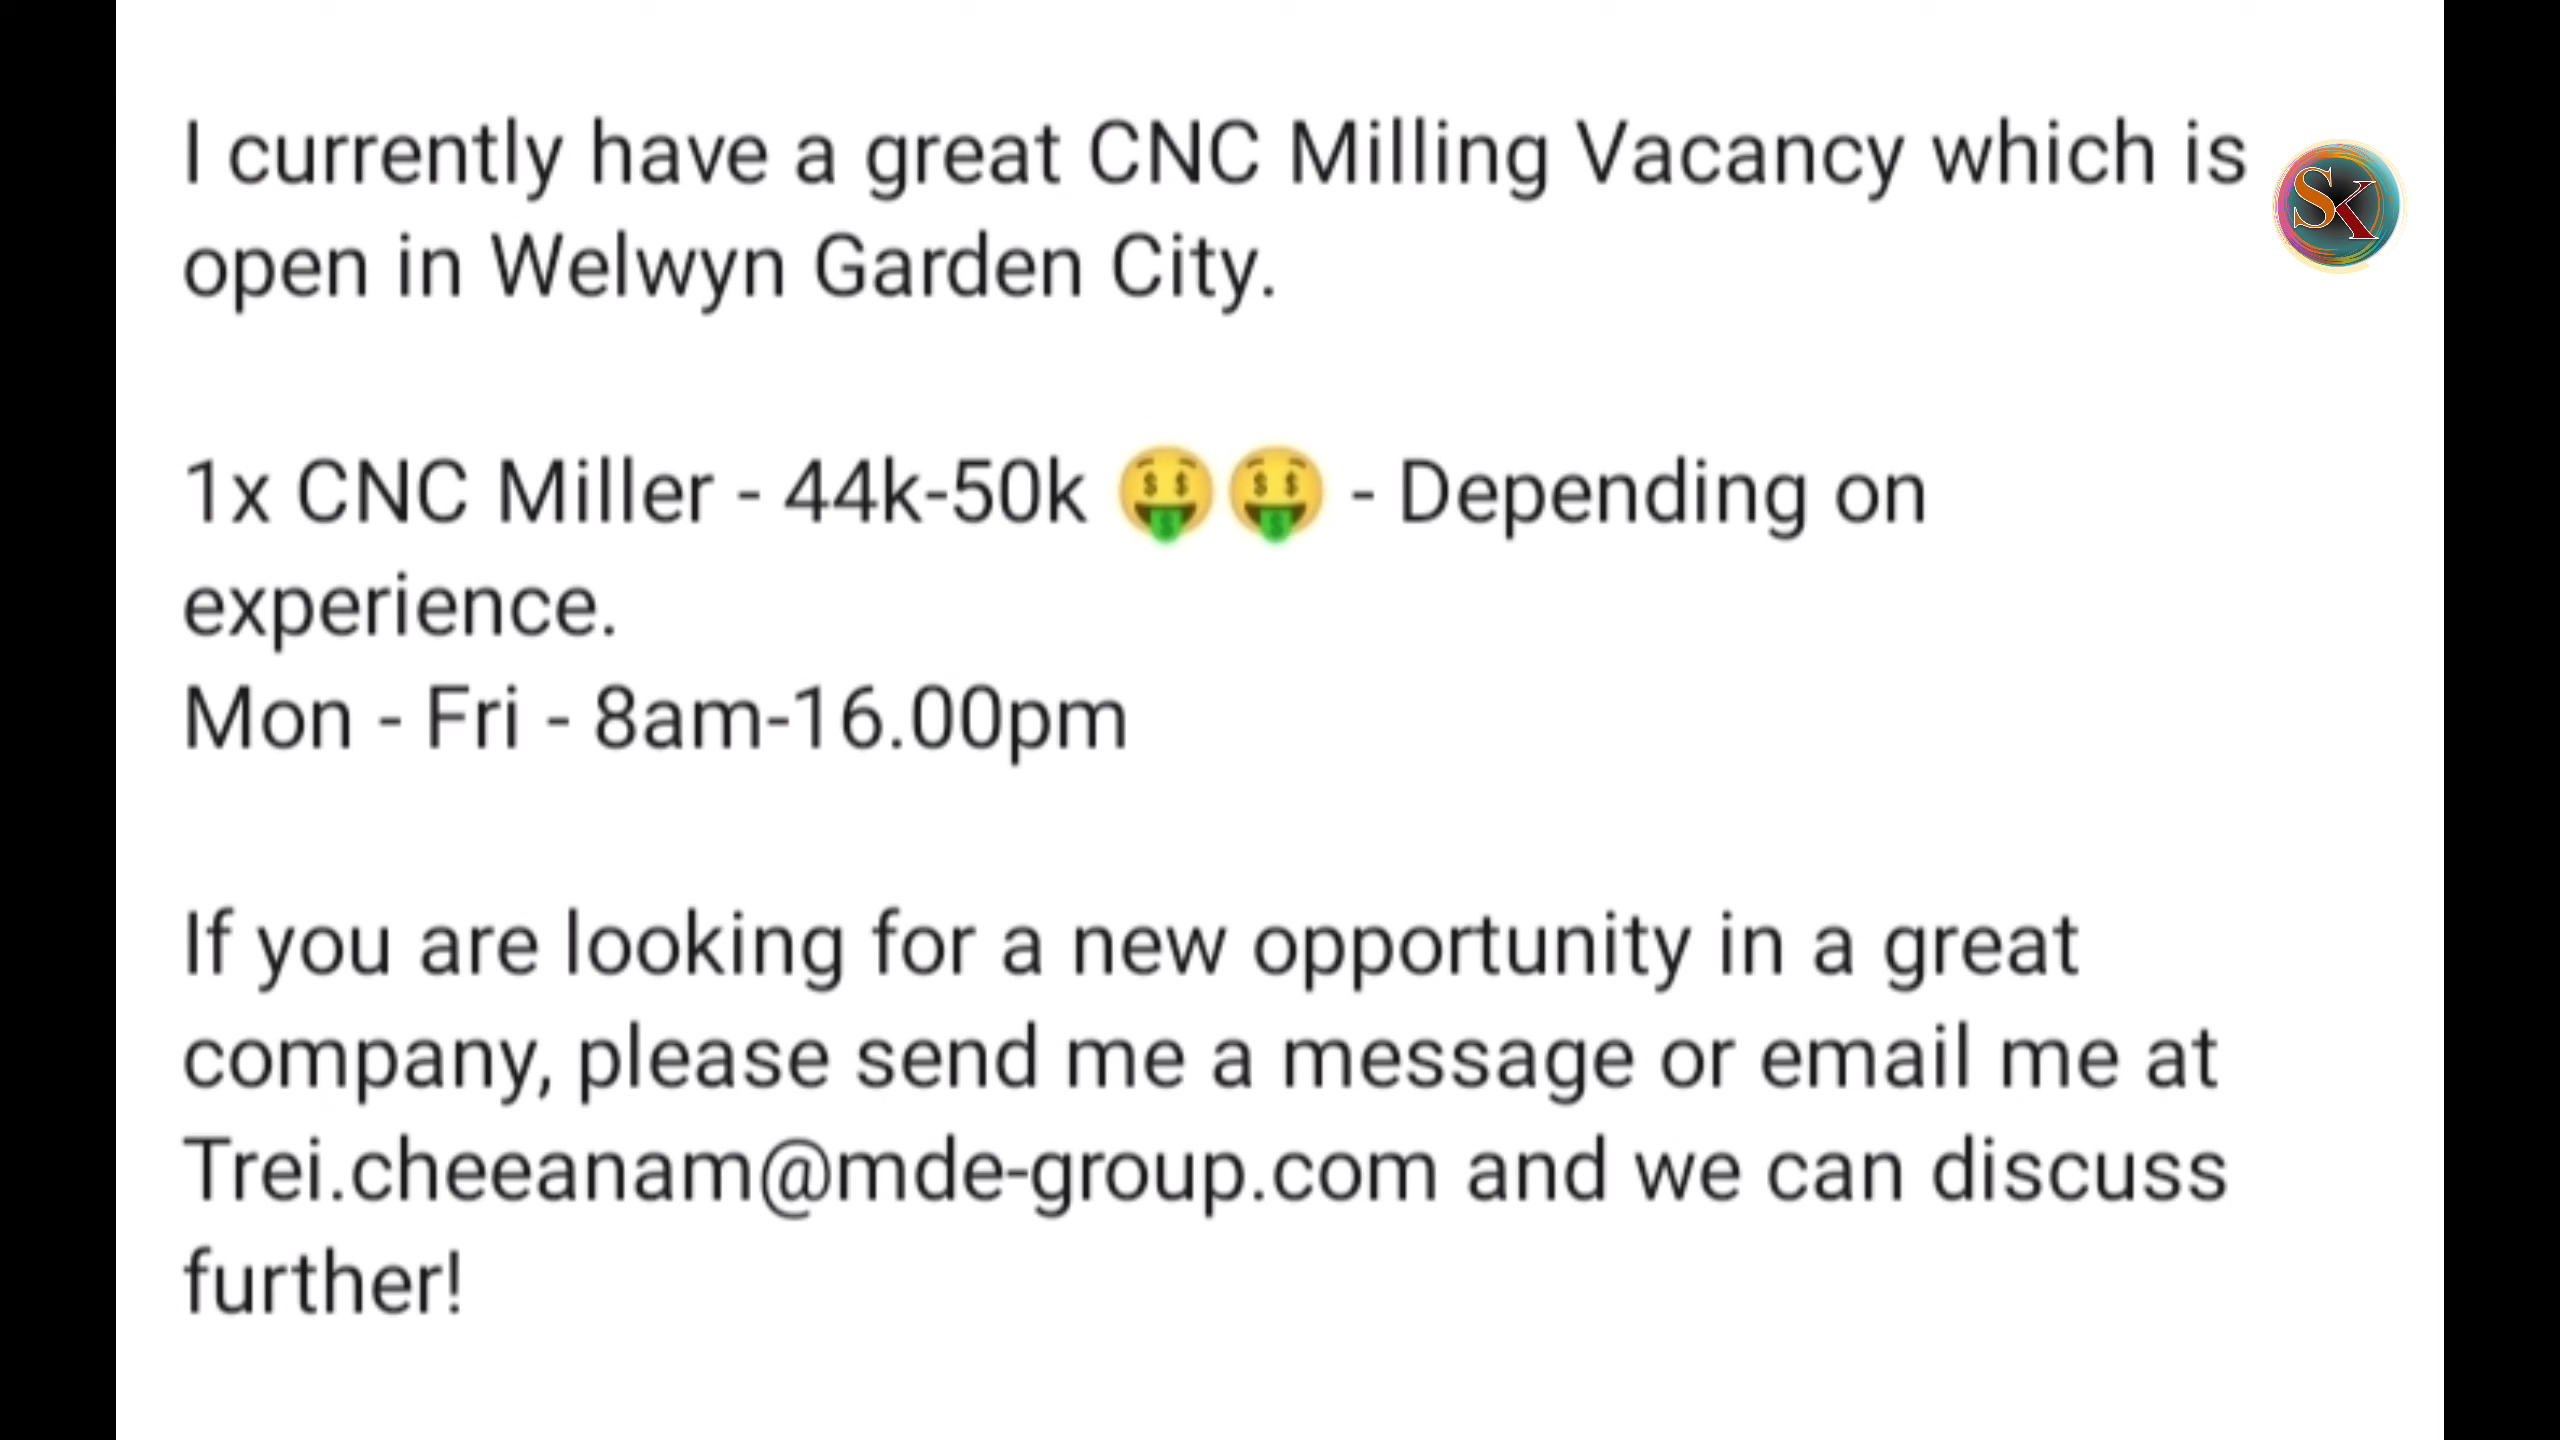 I currently have a great CNC Milling Vacancy which is
open in Welwyn Garden City.
1x CNC Miller - 44k-50k 🤑🤑 - Depending on
experience.
Mon - Fri - 8am-16.00pm
If you are looking for a new opportunity in a great
company, please send me a message or email me at
Trei.cheeanam@mde-group.com and we can discuss
further!
SK